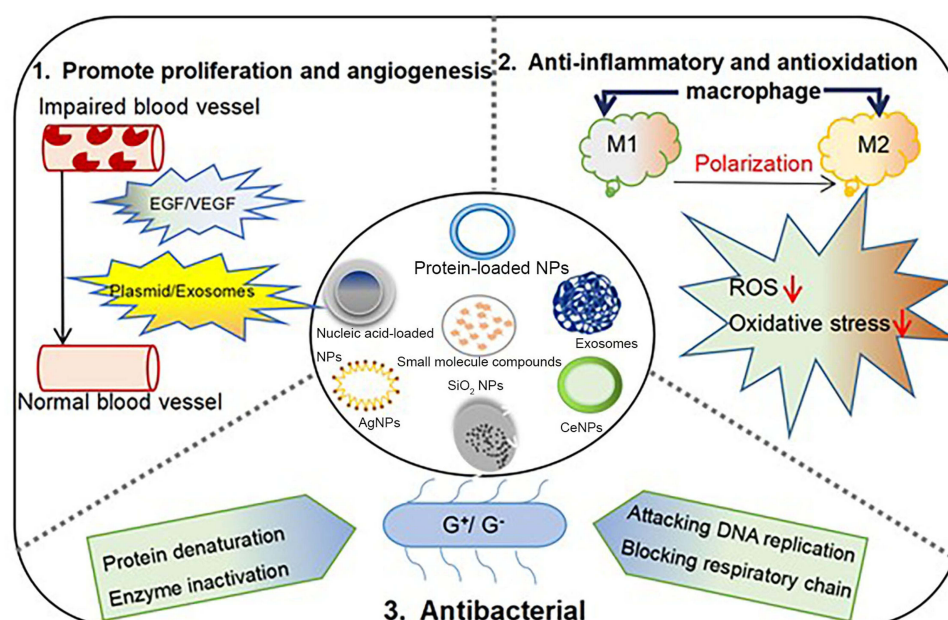 1. Promote proliferation and angiogenesis
Impaired blood vessel
EGF/VEGF
Plasmid/Exosomes
Normal blood vessel
2. Anti-inflammatory and antioxidation
macrophage
M1
M2
Polarization
ROS
Oxidative stress
Protein-loaded NPs
Nucleic acid-loaded
NPs
Exosomes
Small molecule compounds
SiO₂ NPs
AgNPs
CeNPs
Protein denaturation
Enzyme inactivation
G⁺/ G⁻
Attacking DNA replication
Blocking respiratory chain
3. Antibacterial